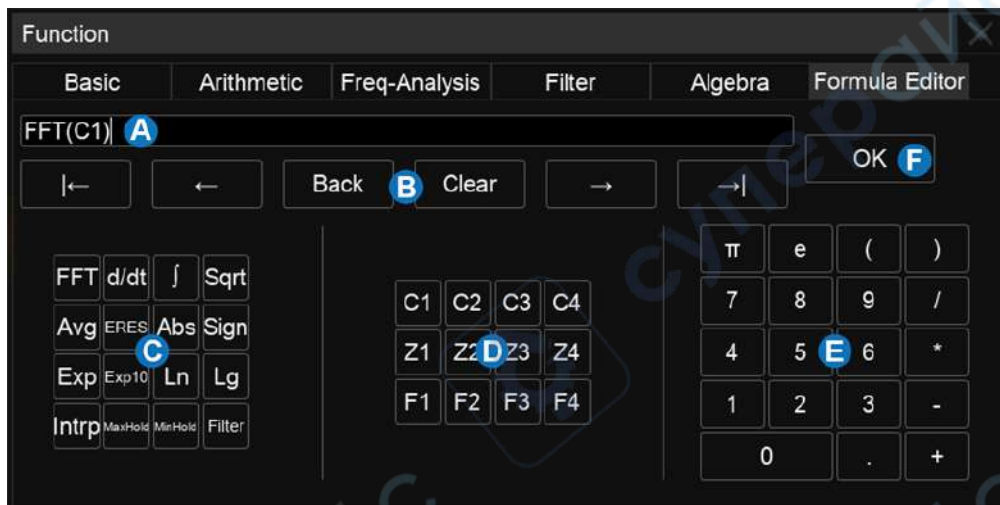 Function
Basic Arithmetic Freq-Analysis Filter Algebra Formula Editor
FFT(C1) A
OK F
|← ← Back B Clear → →|
FFT d/dt ∫ Sqrt
Avg ERES Abs Sign
C
Exp Exp10 Ln Lg
Intrp MaxHold MinHold Filter
C1 C2 C3 C4
Z1 Z2 D Z3 Z4
F1 F2 F3 F4
π e ( )
7 8 9 /
4 5 E 6 *
1 2 3 -
0 . +